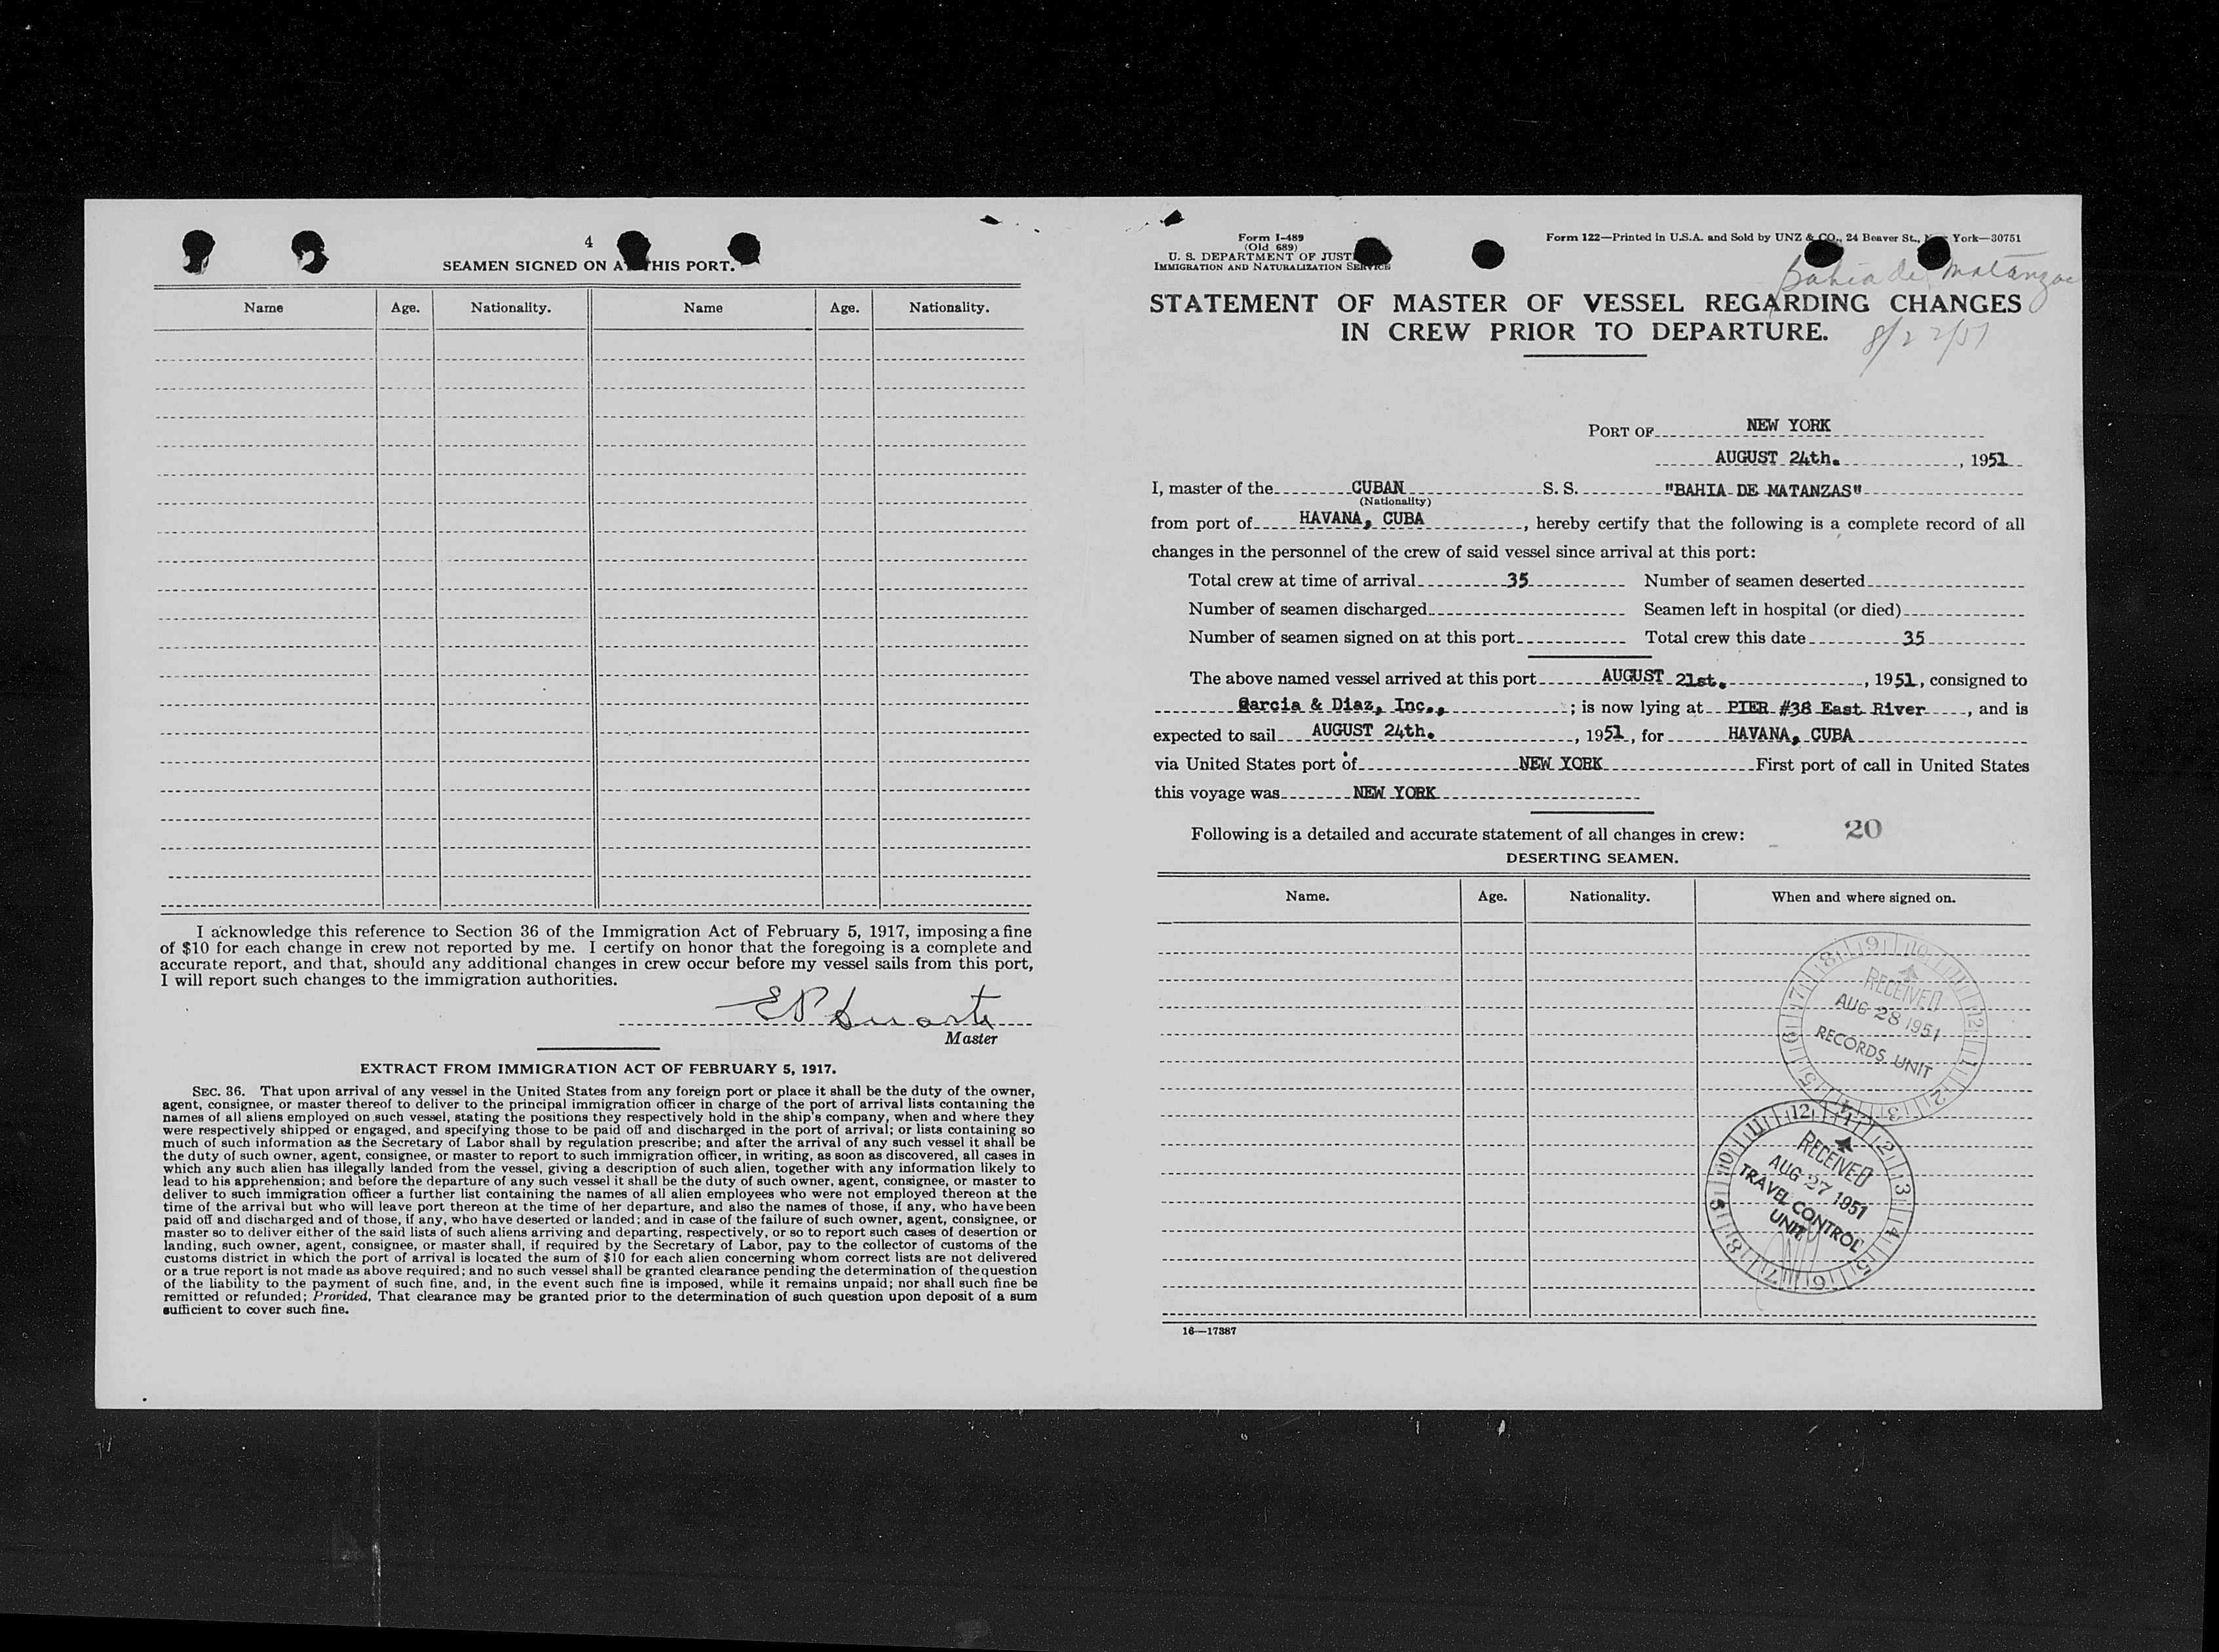 4
SEAMEN SIGNED ON AT THIS PORT.
Name Age. Nationality. Name Age. Nationality.
I acknowledge this reference to Section 36 of the Immigration Act of February 5, 1917, imposing a fine
of $10 for each change in crew not reported by me. I certify on honor that the foregoing is a complete and
accurate report, and that, should any additional changes in crew occur before my vessel sails from this port,
I will report such changes to the immigration authorities.
Master
EXTRACT FROM IMMIGRATION ACT OF FEBRUARY 5, 1917.
SEC. 36. That upon arrival of any vessel in the United States from any foreign port or place it shall be the duty of the owner,
agent, consignee, or master thereof to deliver to the principal immigration officer in charge of the port of arrival lists containing the
names of all aliens employed on such vessel, stating the positions they respectively hold in the ship's company, when and where they
were respectively shipped or engaged, and specifying those to be paid off and discharged in the port of arrival; or lists containing so
much of such information as the Secretary of Labor shall by regulation prescribe; and after the arrival of any such vessel it shall be
the duty of such owner, agent, consignee, or master to report to such immigration officer, in writing, as soon as discovered, all cases in
which any such alien has illegally landed from the vessel, giving a description of such alien, together with any information likely to
lead to his apprehension; and before the departure of any such vessel it shall be the duty of such owner, agent, consignee, or master to
deliver to such immigration officer a further list containing the names of all alien employees who were not employed thereon at the
time of the arrival but who will leave port thereon at the time of her departure, and also the names of those, if any, who have been
paid off and discharged and of those, if any, who have deserted or landed; and in case of the failure of such owner, agent, consignee, or
master so to deliver either of the said lists of such aliens arriving and departing, respectively, or so to report such cases of desertion or
landing, such owner, agent, consignee, or master shall, if required by the Secretary of Labor, pay to the collector of customs of the
customs district in which the port of arrival is located the sum of $10 for each alien concerning whom correct lists are not delivered
or a true report is not made as above required; and no such vessel shall be granted clearance pending the determination of the question
of the liability to the payment of such fine, and, in the event such fine is imposed, while it remains unpaid; nor shall such fine be
remitted or refunded; Provided, That clearance may be granted prior to the determination of such question upon deposit of a sum
sufficient to cover such fine.
Form I-489
(Old 689)
U. S. DEPARTMENT OF JUSTICE
IMMIGRATION AND NATURALIZATION SERVICE
Form 122—Printed in U.S.A. and Sold by UNZ & CO., 24 Beaver St., New York—30751
Bahia de Matanzas
STATEMENT OF MASTER OF VESSEL REGARDING CHANGES
IN CREW PRIOR TO DEPARTURE.
8/22/51
PORT OF NEW YORK
AUGUST 24th. , 1951
I, master of the CUBAN S. S. "BAHIA DE MATANZAS"
(Nationality)
from port of HAVANA, CUBA , hereby certify that the following is a complete record of all
changes in the personnel of the crew of said vessel since arrival at this port:
Total crew at time of arrival 35 Number of seamen deserted
Number of seamen discharged Seamen left in hospital (or died)
Number of seamen signed on at this port Total crew this date 35
The above named vessel arrived at this port AUGUST 21st. , 1951, consigned to
Garcia & Diaz, Inc., ; is now lying at PIER #38 East River , and is
expected to sail AUGUST 24th. , 1951, for HAVANA, CUBA
via United States port of NEW YORK First port of call in United States
this voyage was NEW YORK
Following is a detailed and accurate statement of all changes in crew: 20
DESERTING SEAMEN.
Name. Age. Nationality. When and where signed on.
RECEIVED
AUG 28 1951
RECORDS UNIT
RECEIVED
AUG 27 1951
TRAVEL CONTROL
UNIT
16—17387